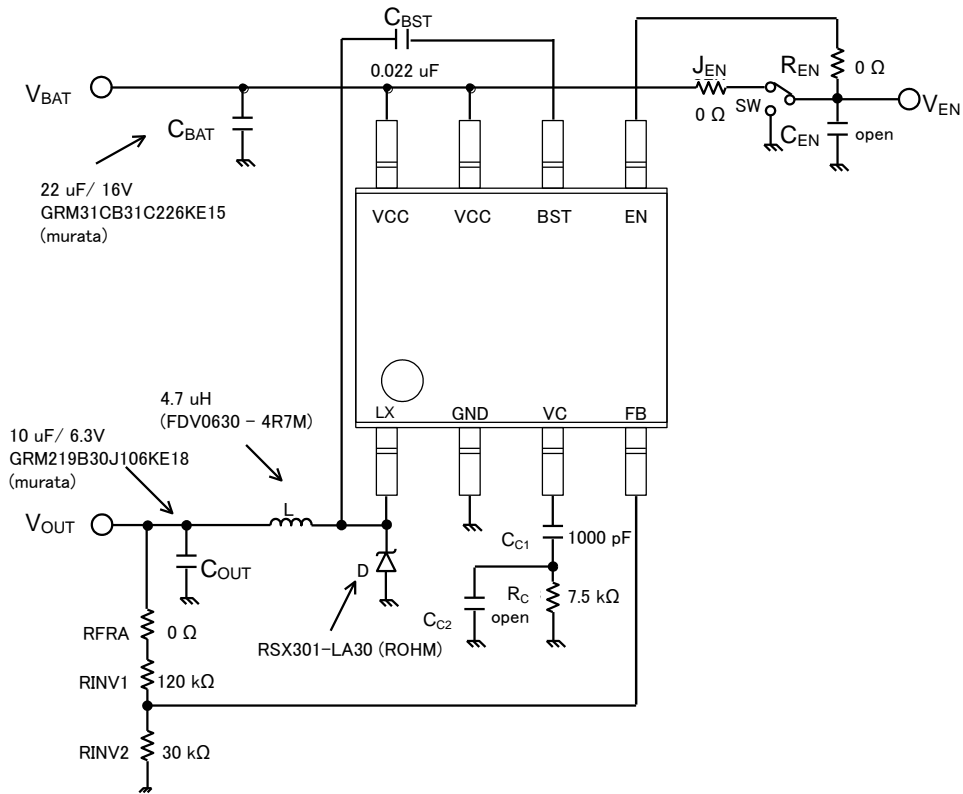 CBST
0.022 uF
VBAT
CBAT
22 uF/ 16V
GRM31CB31C226KE15
(murata)
JEN
0 Ω
SW
REN
0 Ω
VEN
CEN
open
VCC
VCC
BST
EN
LX
GND
VC
FB
4.7 uH
(FDV0630 - 4R7M)
10 uF/ 6.3V
GRM219B30J106KE18
(murata)
VOUT
L
COUT
D
RSX301-LA30 (ROHM)
CC1
1000 pF
CC2
open
RC
7.5 kΩ
RFRA
0 Ω
RINV1
120 kΩ
RINV2
30 kΩ